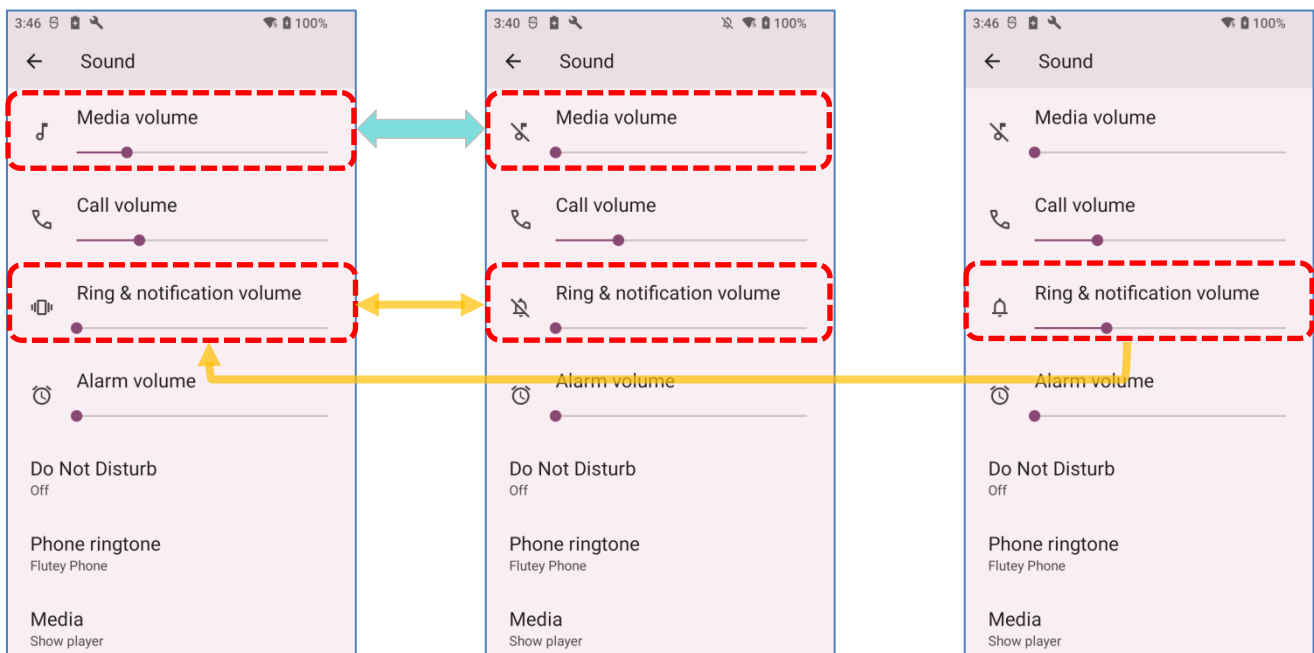 3:46 100%
Sound
Media volume
Call volume
Ring & notification volume
Alarm volume
Do Not Disturb
Off
Phone ringtone
Flutey Phone
Media
Show player
3:40 100%
Sound
Media volume
Call volume
Ring & notification volume
Alarm volume
Do Not Disturb
Off
Phone ringtone
Flutey Phone
Media
Show player
3:46 100%
Sound
Media volume
Call volume
Ring & notification volume
Alarm volume
Do Not Disturb
Off
Phone ringtone
Flutey Phone
Media
Show player